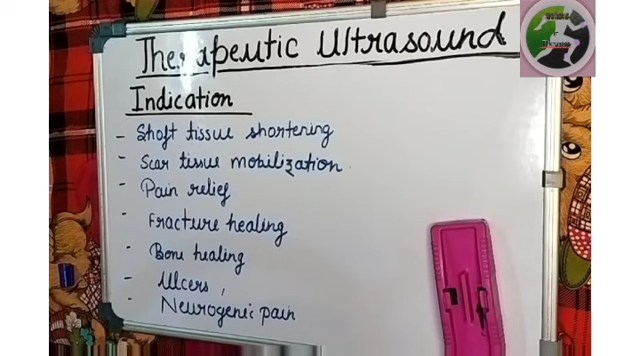 Therapeutic Ultrasound
Indication
- Shoft tissue shortening
- Scar tissue mobilization
- Pain relief
- Fracture healing
- Bone healing
- Ulcers,
- Neurogenic pain